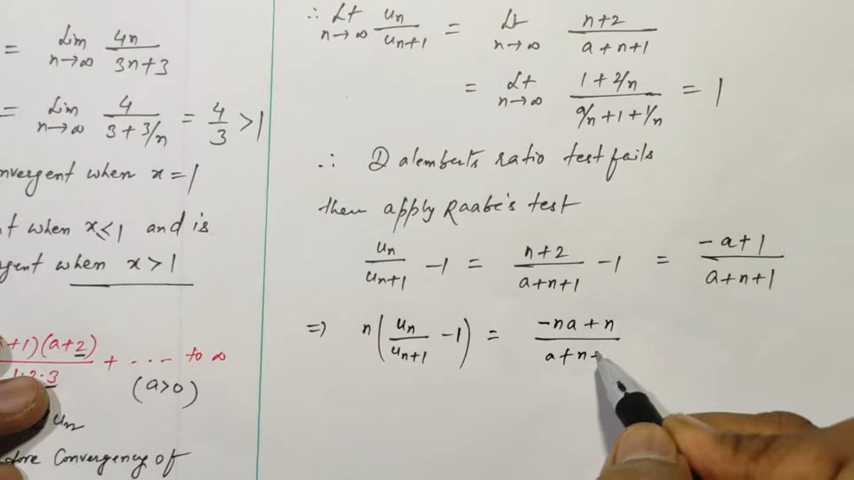 = Lim n→∞ 4n / 3n+3
= Lim n→∞ 4 / 3+3/n = 4/3 > 1
nvergent when x=1
t when x<1 and is
gent when x>1
+1)(a+2) / 1·2·3 + ···· to ∞
(a>0)
un
Convergency of
∴ Lt n→∞ un / un+1 = Lt n→∞ n+2 / a+n+1
= Lt n→∞ 1+2/n / a/n+1+1/n = 1
∴ D alembert's ratio test fails
then apply Raabe's test
un / un+1 -1 = n+2 / a+n+1 -1 = -a+1 / a+n+1
⇒ n(un / un+1 -1) = -na+n / a+n+